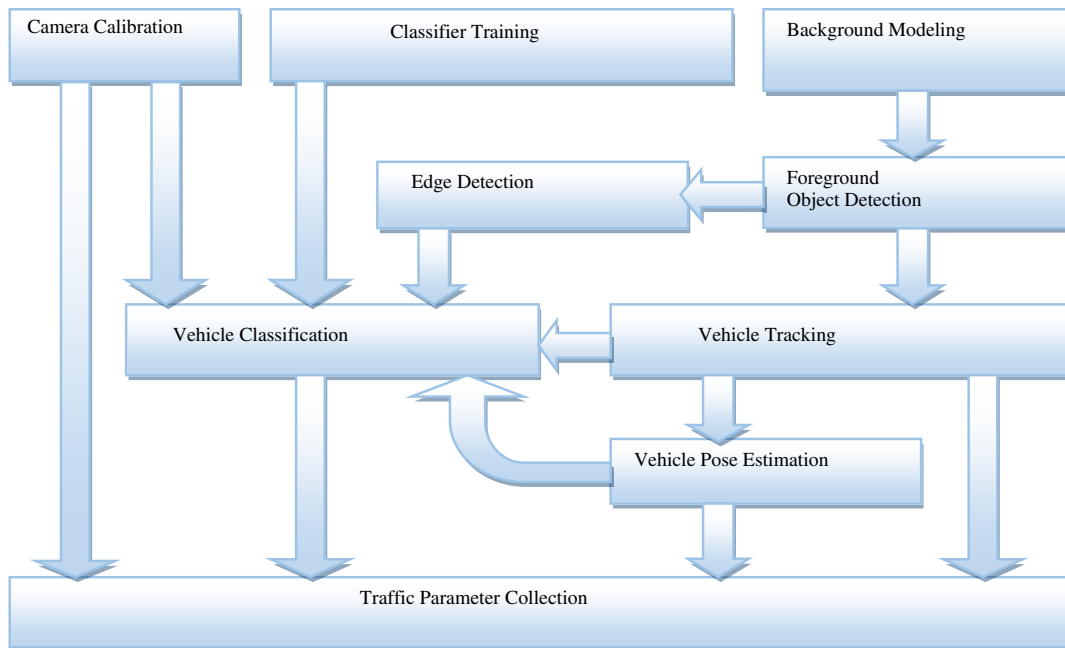 Camera Calibration
Classifier Training
Background Modeling
Edge Detection
Foreground
Object Detection
Vehicle Classification
Vehicle Tracking
Vehicle Pose Estimation
Traffic Parameter Collection